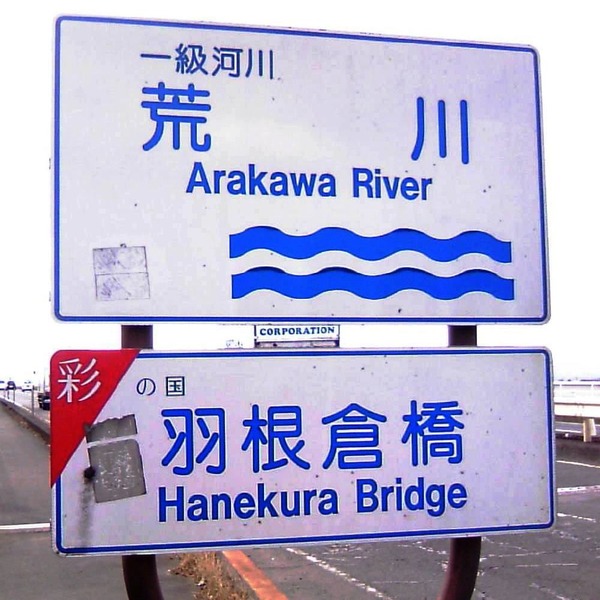 一級河川
荒川
Arakawa River
CORPORATION
彩の国
羽根倉橋
Hanekura Bridge